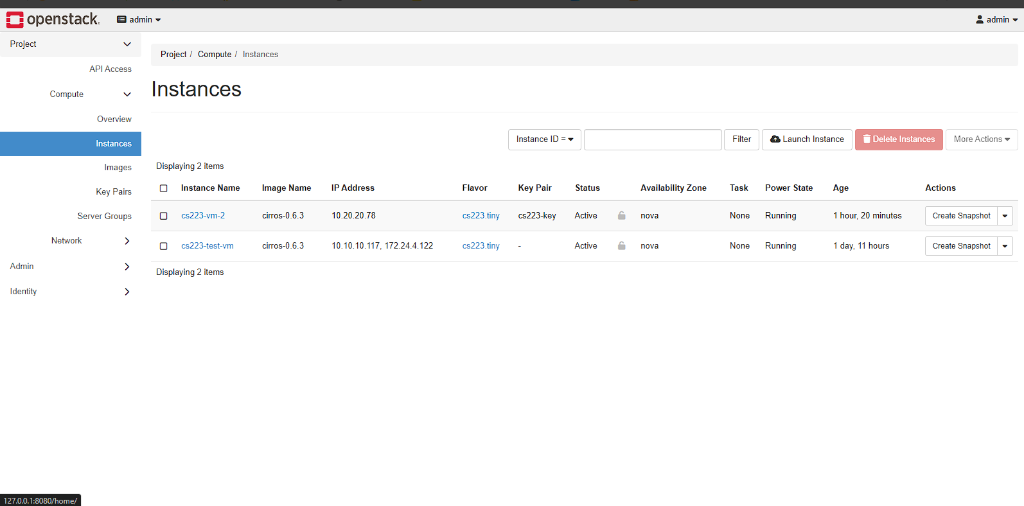 openstack. admin admin
Project
API Access
Compute
Overview
Instances
Images
Key Pairs
Server Groups
Network
Admin
Identity
Project / Compute / Instances
Instances
Instance ID = Filter Launch Instance Delete Instances More Actions
Displaying 2 items
Instance Name Image Name IP Address Flavor Key Pair Status Availability Zone Task Power State Age Actions
cs223-vm-2 cirros-0.6.3 10.20.20.78 cs223.tiny cs223-key Active nova None Running 1 hour, 20 minutes Create Snapshot
cs223-test-vm cirros-0.6.3 10.10.10.117, 172.24.4.122 cs223.tiny - Active nova None Running 1 day, 11 hours Create Snapshot
Displaying 2 items
127.0.0.1:8080/home/